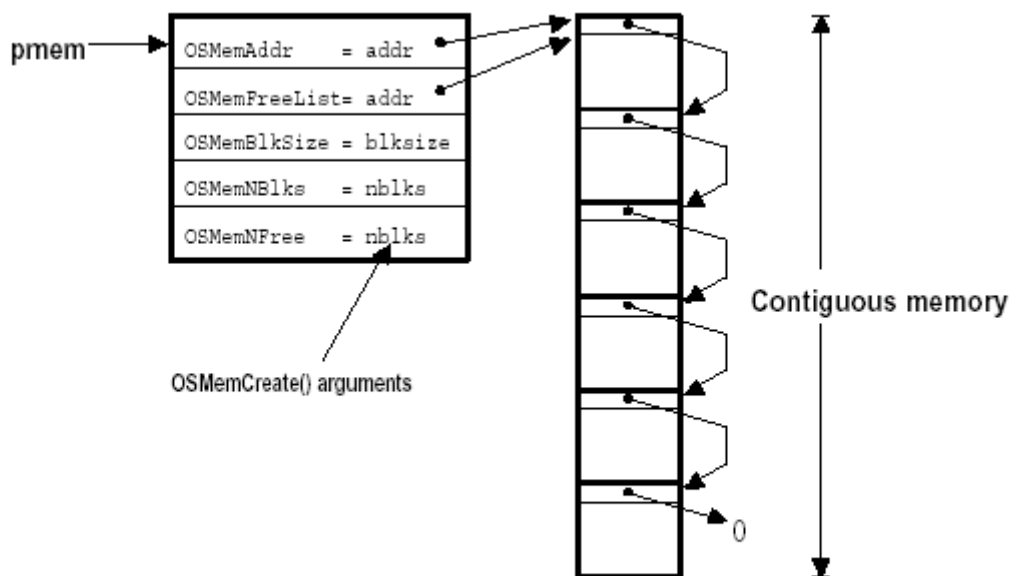 pmem
OSMemAddr = addr
OSMemFreeList= addr
OSMemBlkSize = blksize
OSMemNBlks = nblks
OSMemNFree = nblks
OSMemCreate() arguments
Contiguous memory
0